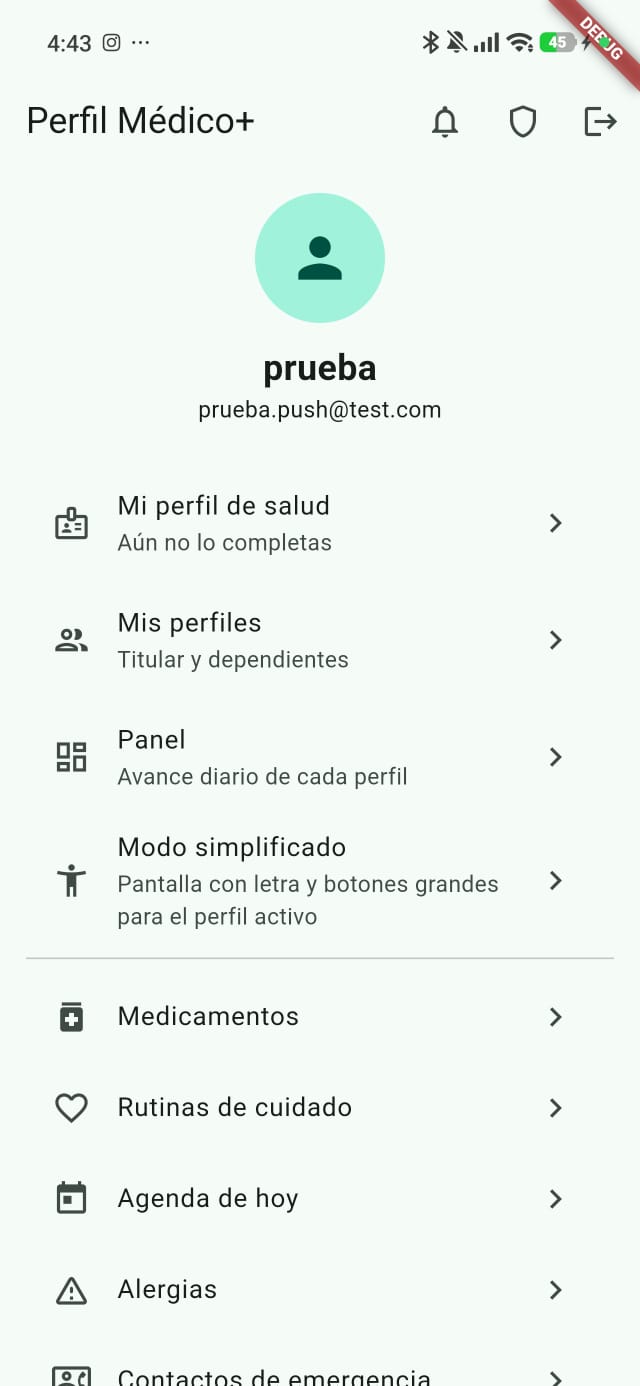 4:43
45
DEBUG
Perfil Médico+
prueba
prueba.push@test.com
Mi perfil de salud
Aún no lo completas
Mis perfiles
Titular y dependientes
Panel
Avance diario de cada perfil
Modo simplificado
Pantalla con letra y botones grandes
para el perfil activo
Medicamentos
Rutinas de cuidado
Agenda de hoy
Alergias
Contactos de emergencia